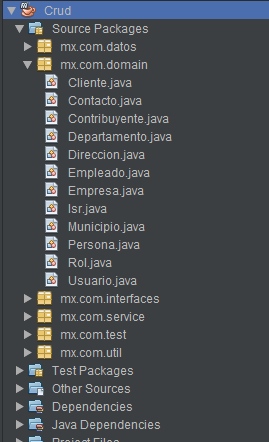 Crud
Source Packages
mx.com.datos
mx.com.domain
Cliente.java
Contacto.java
Contribuyente.java
Departamento.java
Direccion.java
Empleado.java
Empresa.java
Isr.java
Municipio.java
Persona.java
Rol.java
Usuario.java
mx.com.interfaces
mx.com.service
mx.com.test
mx.com.util
Test Packages
Other Sources
Dependencies
Java Dependencies
Project Files